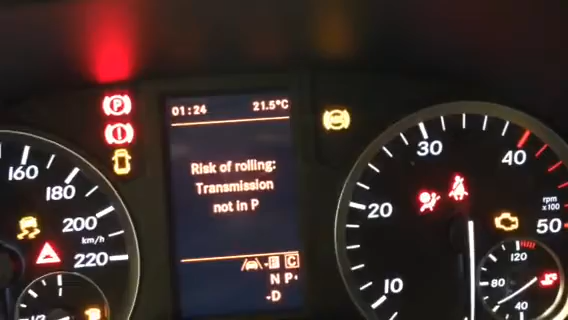 01:24 21.5°C
Risk of rolling:
Transmission
not in P
C
N P
-D
160
180
200
220
km/h
10
20
30
40
50
rpm
x100
120
80
40
P
ABS